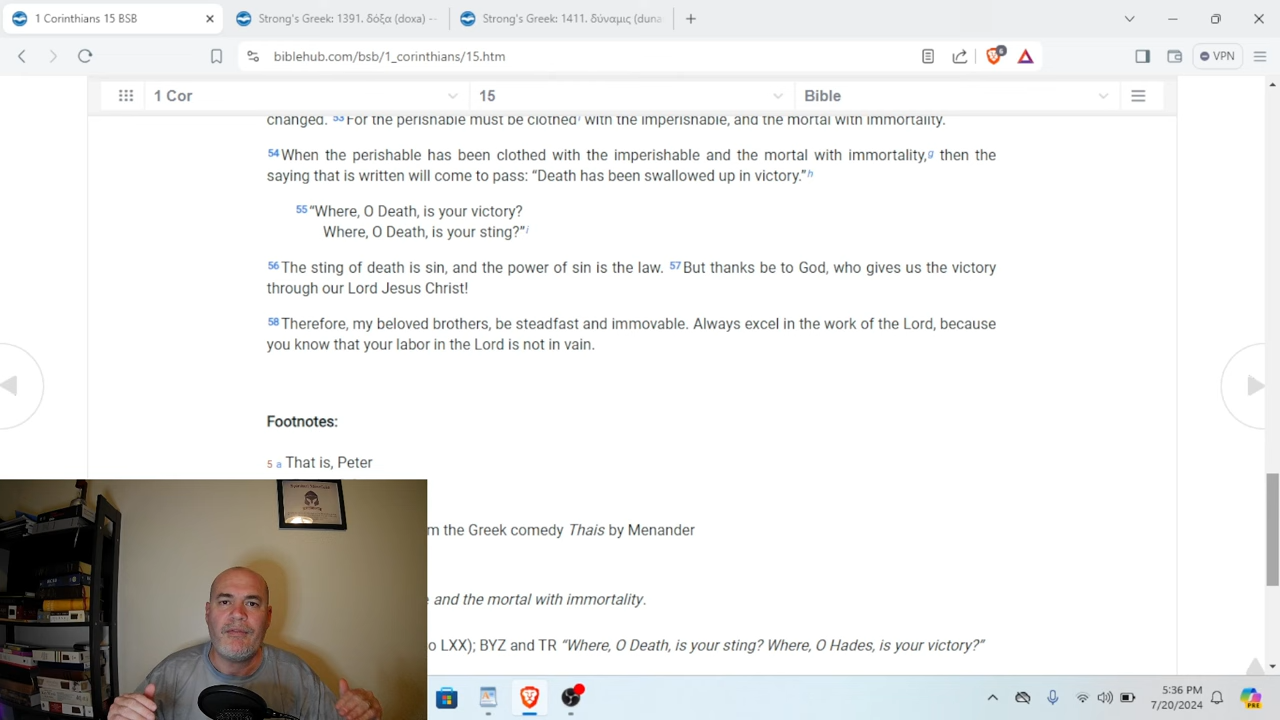 1 Corinthians 15 BSB
Strong's Greek: 1391. δόξα (doxa) --
Strong's Greek: 1411. δύναμις (duna
biblehub.com/bsb/1_corinthians/15.htm
6
VPN
1 Cor
15
Bible
changed. 53 For the perishable must be clothed f with the imperishable, and the mortal with immortality.
54 When the perishable has been clothed with the imperishable and the mortal with immortality, g then the
saying that is written will come to pass: “Death has been swallowed up in victory.” h
55 “Where, O Death, is your victory?
Where, O Death, is your sting?” i
56 The sting of death is sin, and the power of sin is the law. 57 But thanks be to God, who gives us the victory
through our Lord Jesus Christ!
58 Therefore, my beloved brothers, be steadfast and immovable. Always excel in the work of the Lord, because
you know that your labor in the Lord is not in vain.
Footnotes:
5 a That is, Peter
m the Greek comedy Thais by Menander
and the mortal with immortality.
o LXX); BYZ and TR “Where, O Death, is your sting? Where, O Hades, is your victory?”
5:36 PM
7/20/2024
PRE